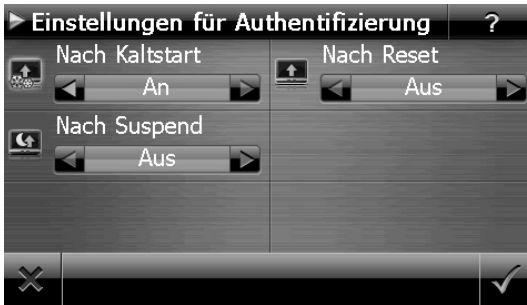 Einstellungen für Authentifizierung ?
Nach Kaltstart
An
Nach Reset
Aus
Nach Suspend
Aus